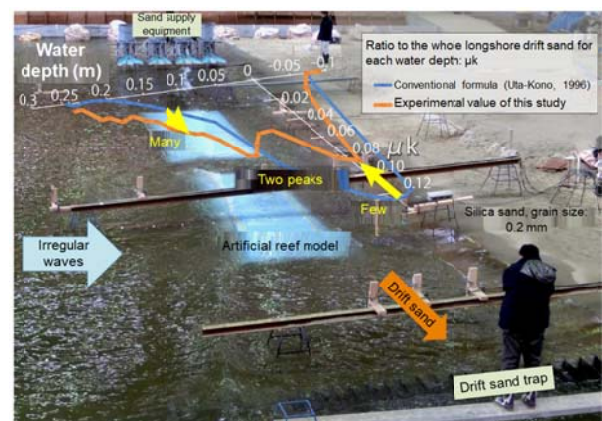 Sand supply
equipment
Water
depth (m)
0.3
0.25
0.2
0.15
0.1
0.05
0
-0.05
-0.1
Ratio to the whole longshore drift sand for
each water depth: μk
Conventional formula (Uta-Kono, 1996)
Experimental value of this study
0.02
0.04
0.06
0.08
0.10
0.12
μk
Many
Two peaks
Few
Silica sand, grain size:
0.2 mm
Irregular
waves
Artificial reef model
Drift sand
Drift sand trap